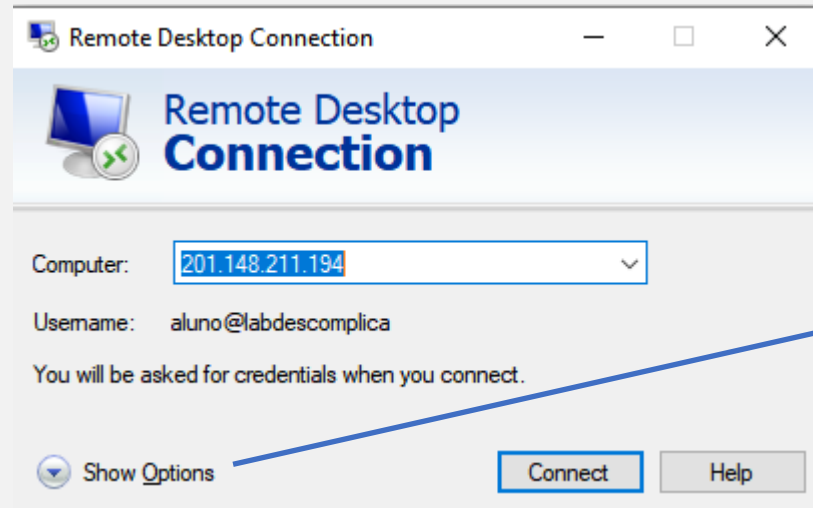 Remote Desktop Connection
Remote Desktop
Connection
Computer: 201.148.211.194
Username: aluno@labdescomplica
You will be asked for credentials when you connect.
Show Options Connect Help